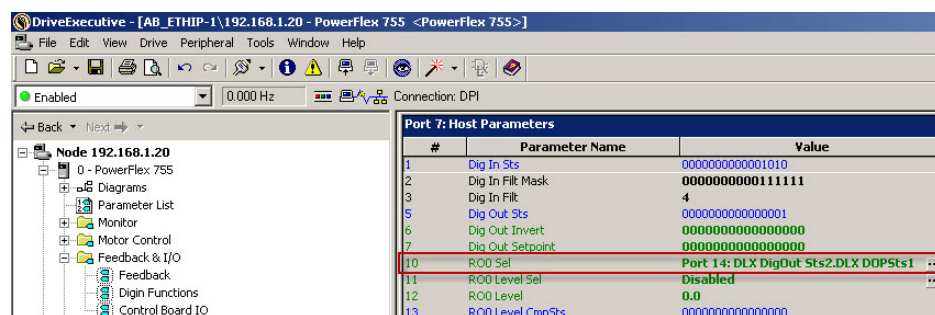 DriveExecutive - [AB_ETHIP-1\192.168.1.20 - PowerFlex 755 <PowerFlex 755>]
File Edit View Drive Peripheral Tools Window Help
Enabled 0.000 Hz Connection: DPI
Back Next
Node 192.168.1.20
0 - PowerFlex 755
Diagrams
Parameter List
Monitor
Motor Control
Feedback & I/O
Feedback
Digin Functions
Control Board IO
Port 7: Host Parameters
# Parameter Name Value
1 Dig In Sts 0000000000001010
2 Dig In Filt Mask 0000000000111111
3 Dig In Filt 4
5 Dig Out Sts 0000000000000001
6 Dig Out Invert 0000000000000000
7 Dig Out Setpoint 0000000000000000
10 RO0 Sel Port 14: DLX DigOut Sts2.DLX DOPSts1 ...
11 RO0 Level Sel Disabled ...
12 RO0 Level 0.0
13 RO0 Level CmpSts 0000000000000000